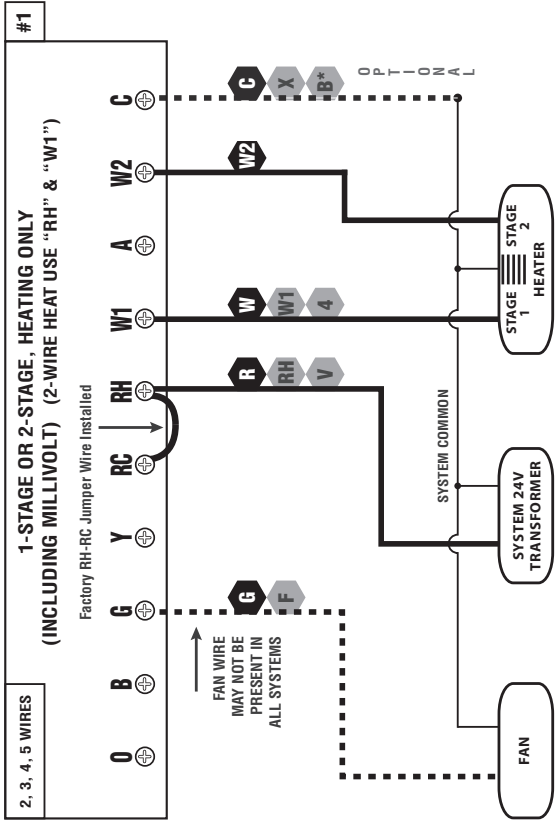 2, 3, 4, 5 WIRES
#1
1-STAGE OR 2-STAGE, HEATING ONLY
(INCLUDING MILLIVOLT) (2-WIRE HEAT USE “RH” & “W1”)
Factory RH-RC Jumper Wire Installed
O B G Y RC RH W1 A W2 C
FAN WIRE
MAY NOT BE
PRESENT IN
ALL SYSTEMS
G
F
R
RH
V
W
W1
4
W2
C
X
B*
OPTIONAL
SYSTEM COMMON
FAN
SYSTEM 24V
TRANSFORMER
STAGE
1
STAGE
2
HEATER